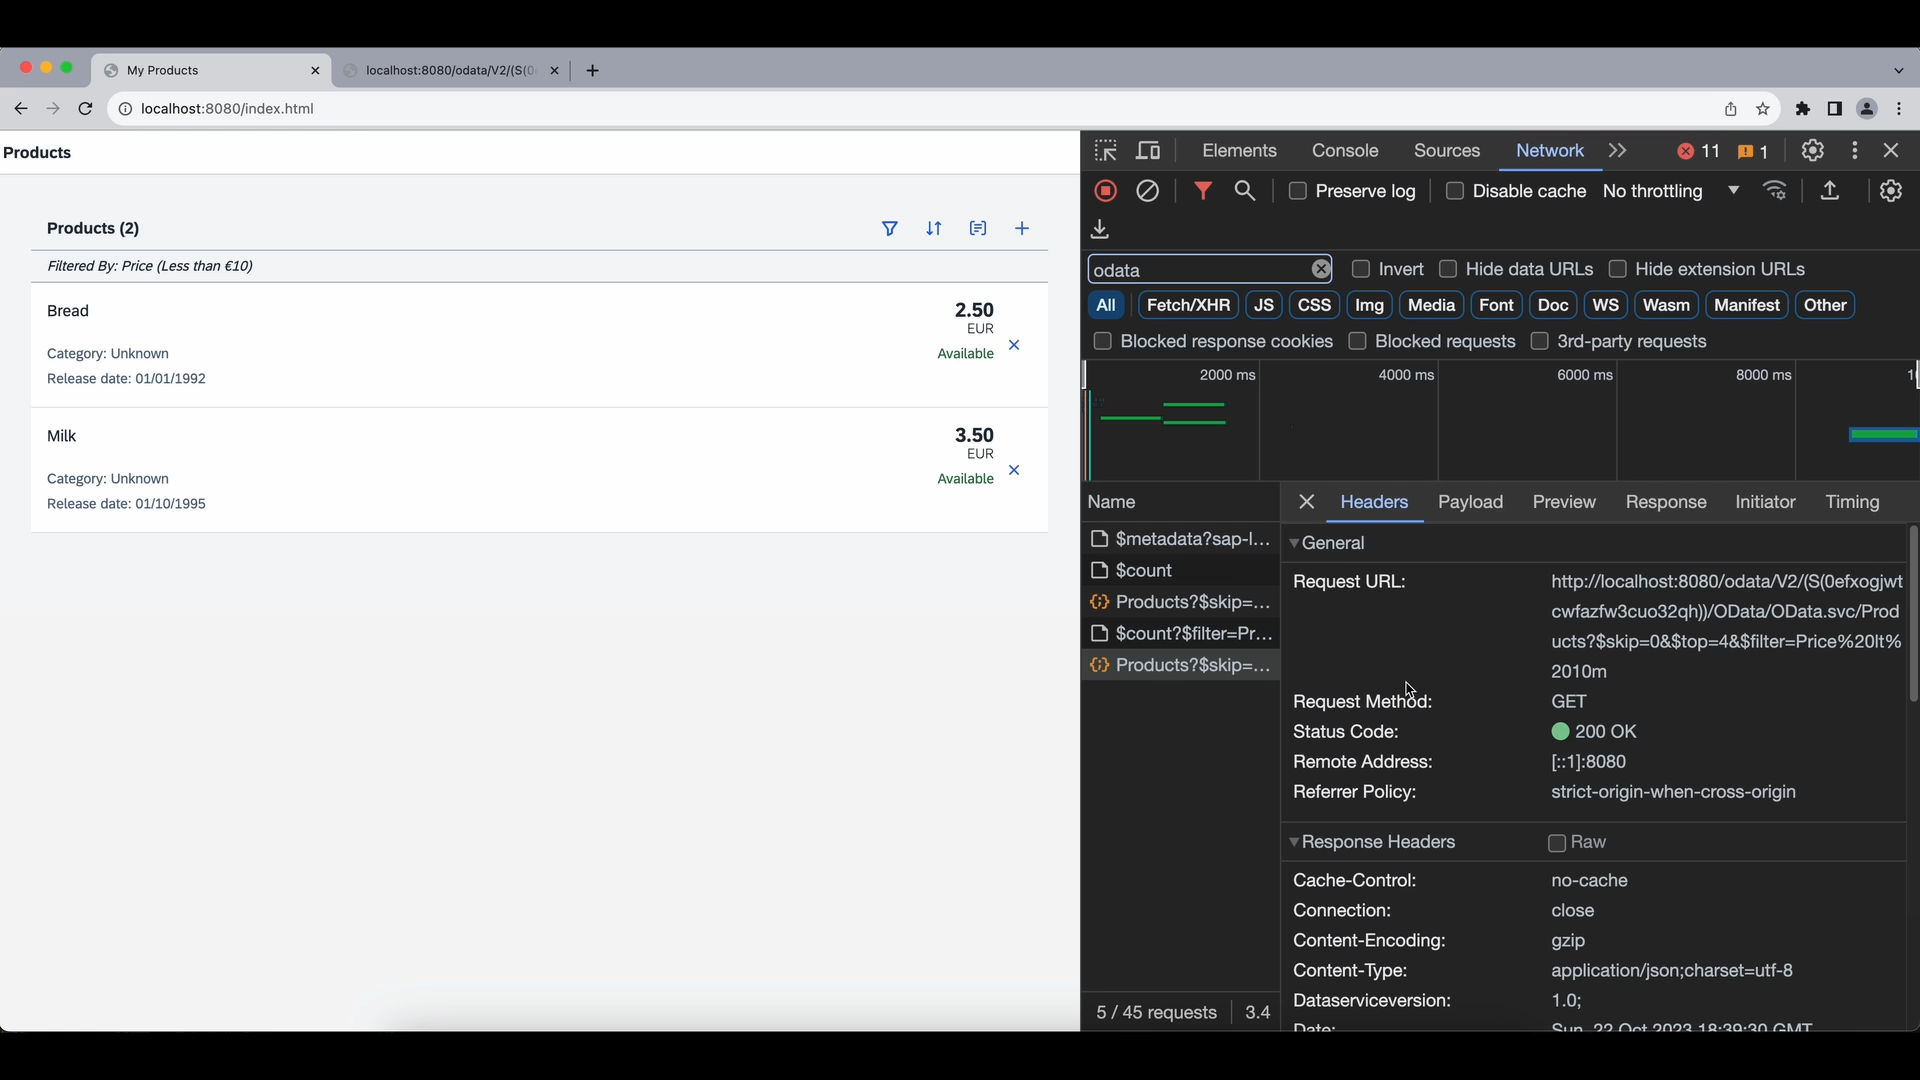 My Products
localhost:8080/odata/V2/(S(0
localhost:8080/index.html
Products
Products (2)
Filtered By: Price (Less than €10)
Bread
2.50
EUR
Category: Unknown
Available
Release date: 01/01/1992
Milk
3.50
EUR
Category: Unknown
Available
Release date: 01/10/1995
Elements Console Sources Network 11 1
Preserve log Disable cache No throttling
odata Invert Hide data URLs Hide extension URLs
All Fetch/XHR JS CSS Img Media Font Doc WS Wasm Manifest Other
Blocked response cookies Blocked requests 3rd-party requests
2000 ms 4000 ms 6000 ms 8000 ms
Name
$metadata?sap-l...
$count
Products?$skip=...
$count?$filter=Pr...
Products?$skip=...
5 / 45 requests 3.4
Headers Payload Preview Response Initiator Timing
General
Request URL: http://localhost:8080/odata/V2/(S(0efxogjwt
cwfazfw3cuo32qh))/OData/OData.svc/Prod
ucts?$skip=0&$top=4&$filter=Price%20lt%
2010m
Request Method: GET
Status Code: 200 OK
Remote Address: [::1]:8080
Referrer Policy: strict-origin-when-cross-origin
Response Headers Raw
Cache-Control: no-cache
Connection: close
Content-Encoding: gzip
Content-Type: application/json;charset=utf-8
Dataserviceversion: 1.0;
Date: Sun, 22 Oct 2023 18:39:30 GMT